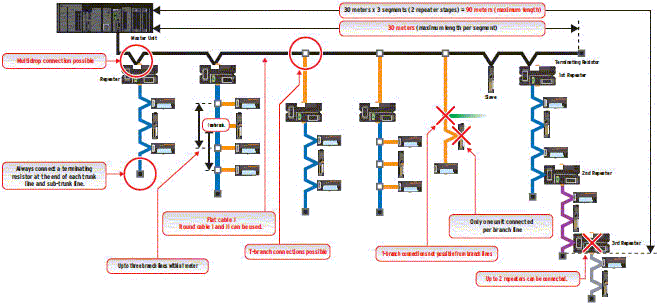 30 meters x 3 segments (2 repeater stages) = 90 meters (maximum length)
30 meters (maximum length per segment)
Master Unit
Multidrop connection possible
Repeater
Terminating Resistor
1st Repeater
Slave
1 m branch
Always connect a terminating
resistor at the end of each trunk
line and sub-trunk line.
2nd Repeater
Flat cable I
Round cable I and II can be used.
Only one unit connected
per branch line
T-branch connections possible
T-branch connections not possible from branch lines
3rd Repeater
Up to three branch lines within 1 meter
Up to 2 repeaters can be connected.